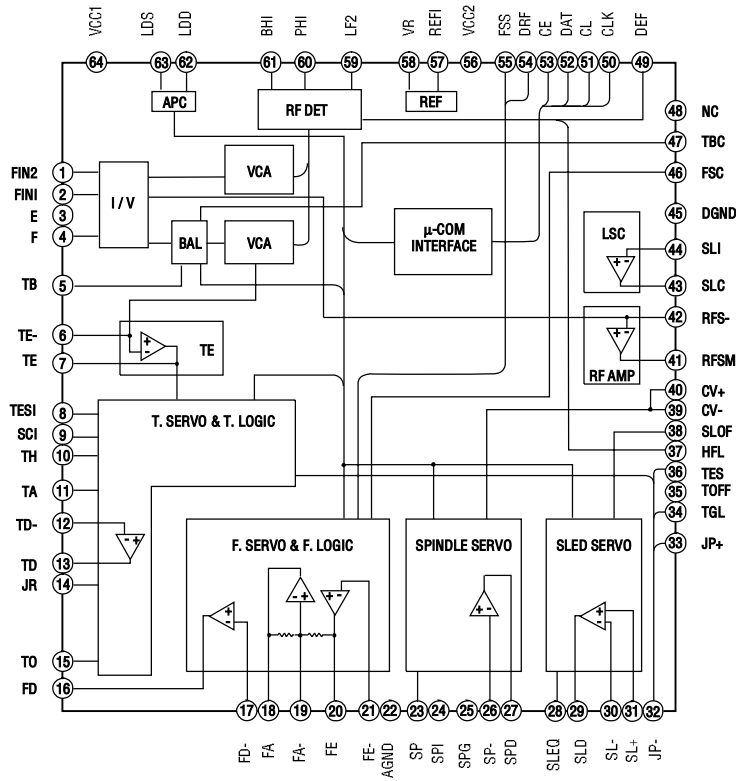 VCC1
LDS
LDD
BHI
PHI
LF2
VR
REFI
VCC2
FSS
DRF
CE
DAT
CL
CLK
DEF
64
63
62
61
60
59
58
57
56
55
54
53
52
51
50
49
APC
RF DET
REF
48 NC
47 TBC
46 FSC
45 DGND
44 SLI
43 SLC
42 RFS-
41 RFSM
40 CV+
39 CV-
38 SLOF
37 HFL
36 TES
35 TOFF
34 TGL
33 JP+
FIN2 1
FINI 2
E 3
F 4
TB 5
TE- 6
TE 7
TESI 8
SCI 9
TH 10
TA 11
TD- 12
TD 13
JR 14
TO 15
FD 16
I / V
VCA
BAL
VCA
μ-COM
INTERFACE
LSC
+ -
+ -
RF AMP
+
-
TE
T. SERVO & T. LOGIC
- +
F. SERVO & F. LOGIC
+
-
- +
- +
SPINDLE SERVO
+ -
SLED SERVO
+
-
17
18
19
20
21
22
23
24
25
26
27
28
29
30
31
32
FD-
FA
FA-
FE
FE-
AGND
SP
SPI
SPG
SP-
SPD
SLEQ
SLD
SL-
SL+
JP-